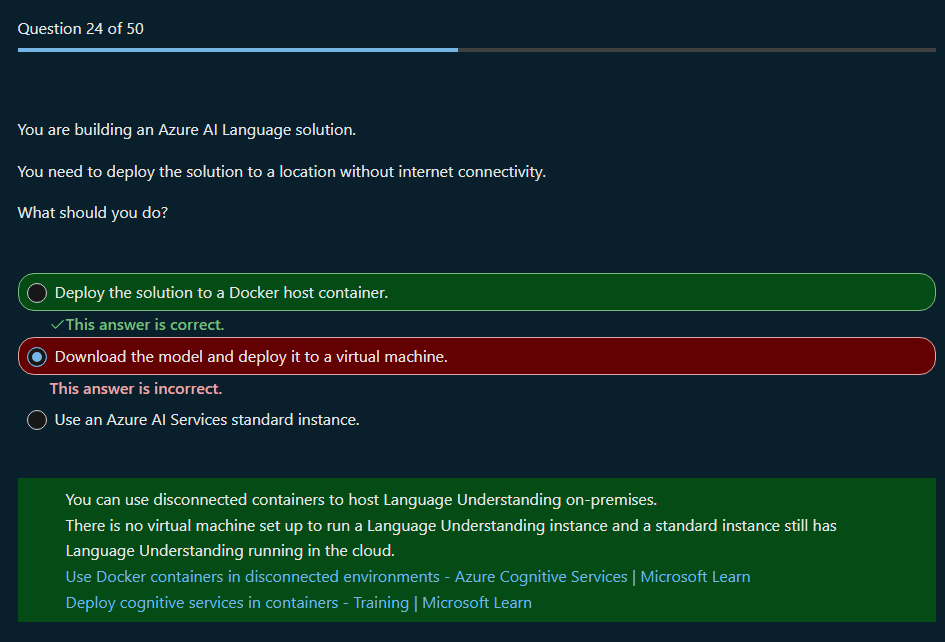 Question 24 of 50
You are building an Azure AI Language solution.
You need to deploy the solution to a location without internet connectivity.
What should you do?
Deploy the solution to a Docker host container.
✓This answer is correct.
Download the model and deploy it to a virtual machine.
This answer is incorrect.
Use an Azure AI Services standard instance.
You can use disconnected containers to host Language Understanding on-premises.
There is no virtual machine set up to run a Language Understanding instance and a standard instance still has
Language Understanding running in the cloud.
Use Docker containers in disconnected environments - Azure Cognitive Services | Microsoft Learn
Deploy cognitive services in containers - Training | Microsoft Learn